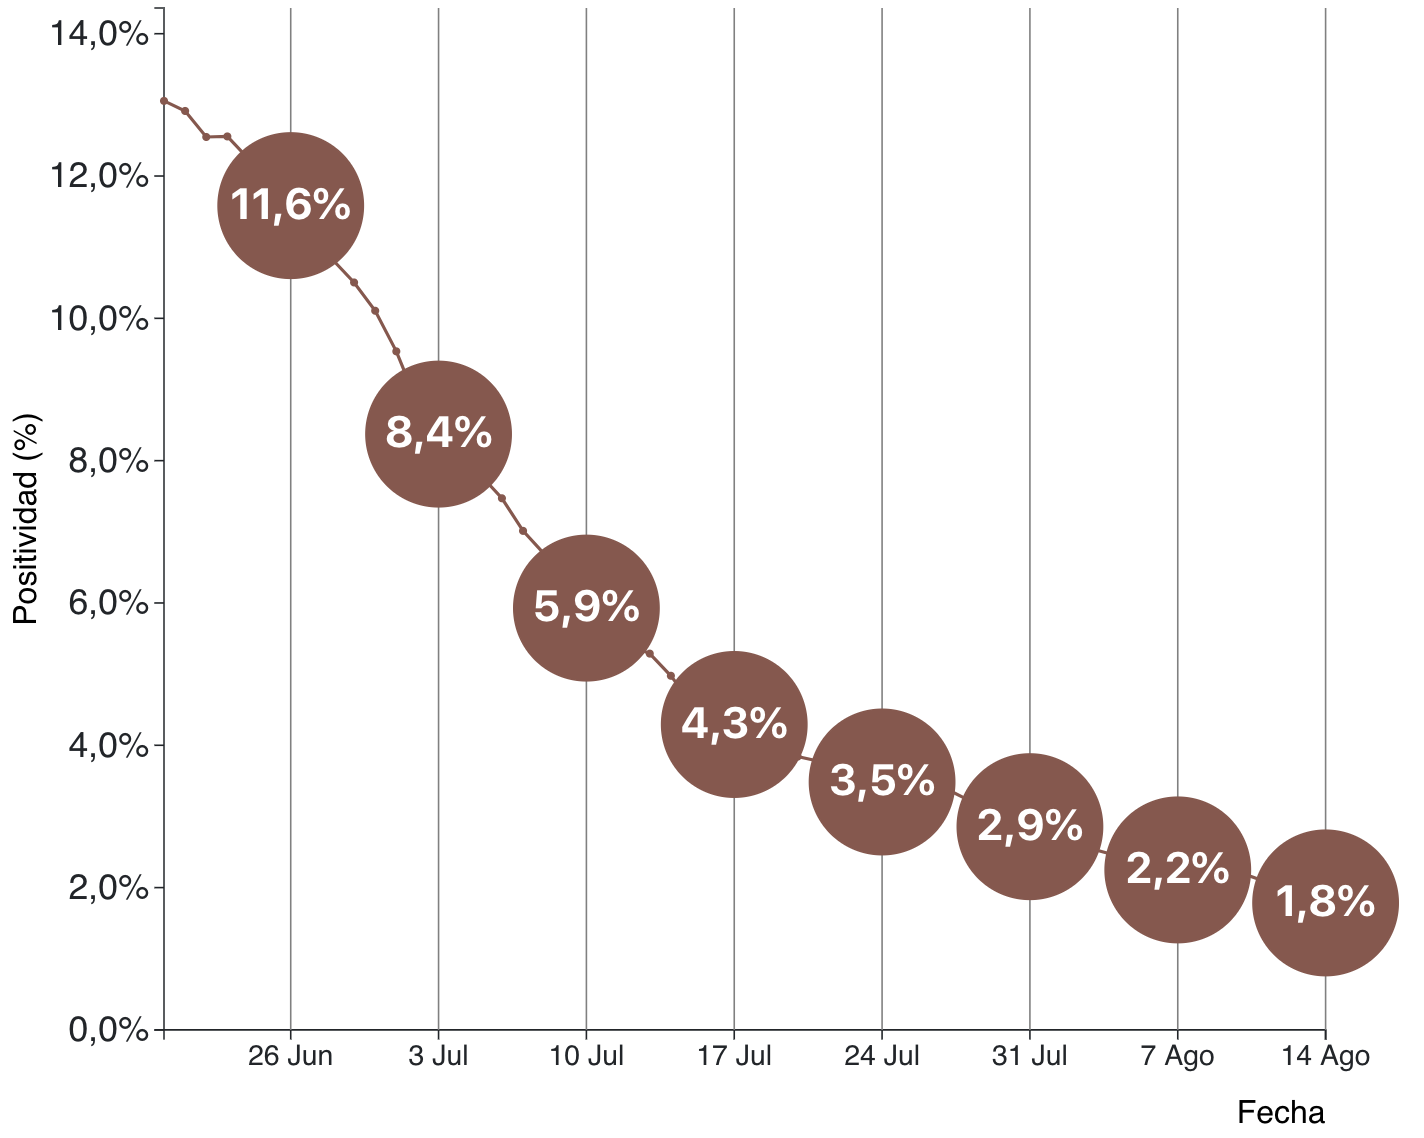 14,0%
12,0%
10,0%
8,0%
6,0%
4,0%
2,0%
0,0%
Positividad (%)
11,6%
8,4%
5,9%
4,3%
3,5%
2,9%
2,2%
1,8%
26 Jun
3 Jul
10 Jul
17 Jul
24 Jul
31 Jul
7 Ago
14 Ago
Fecha